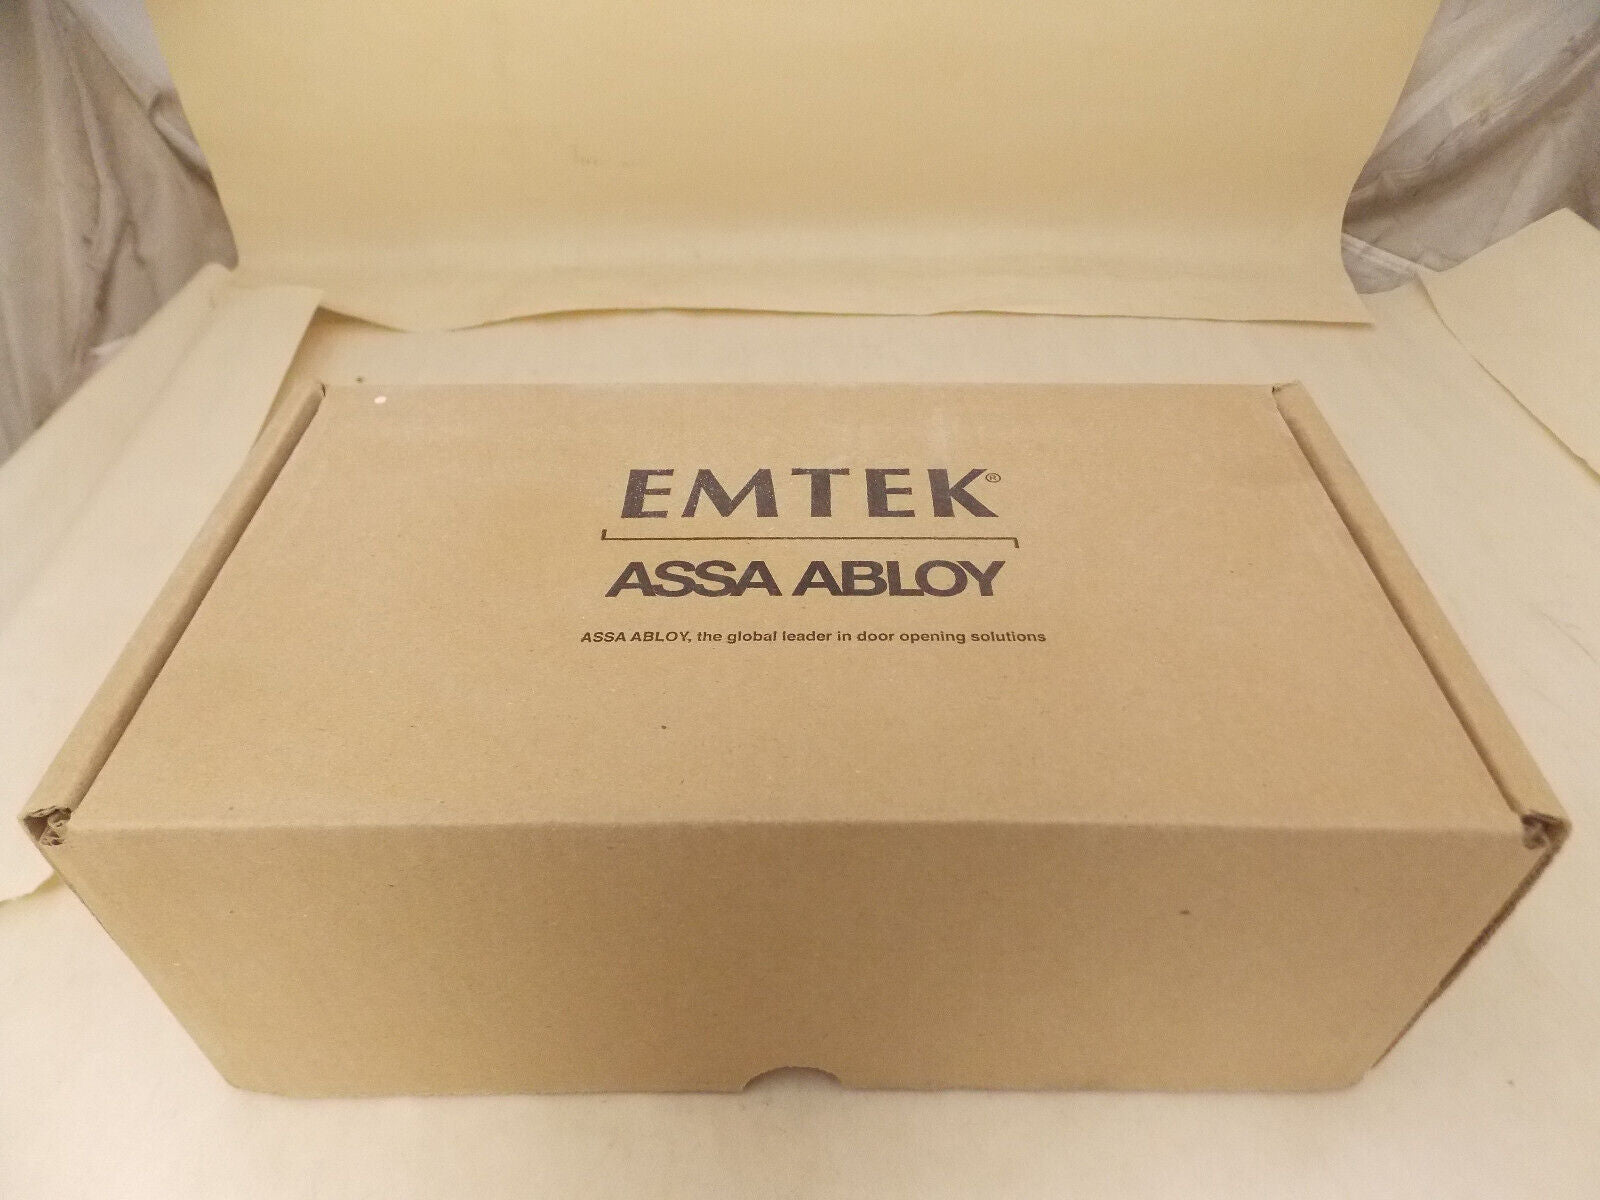 EMTEK®
ASSA ABLOY
ASSA ABLOY, the global leader in door opening solutions